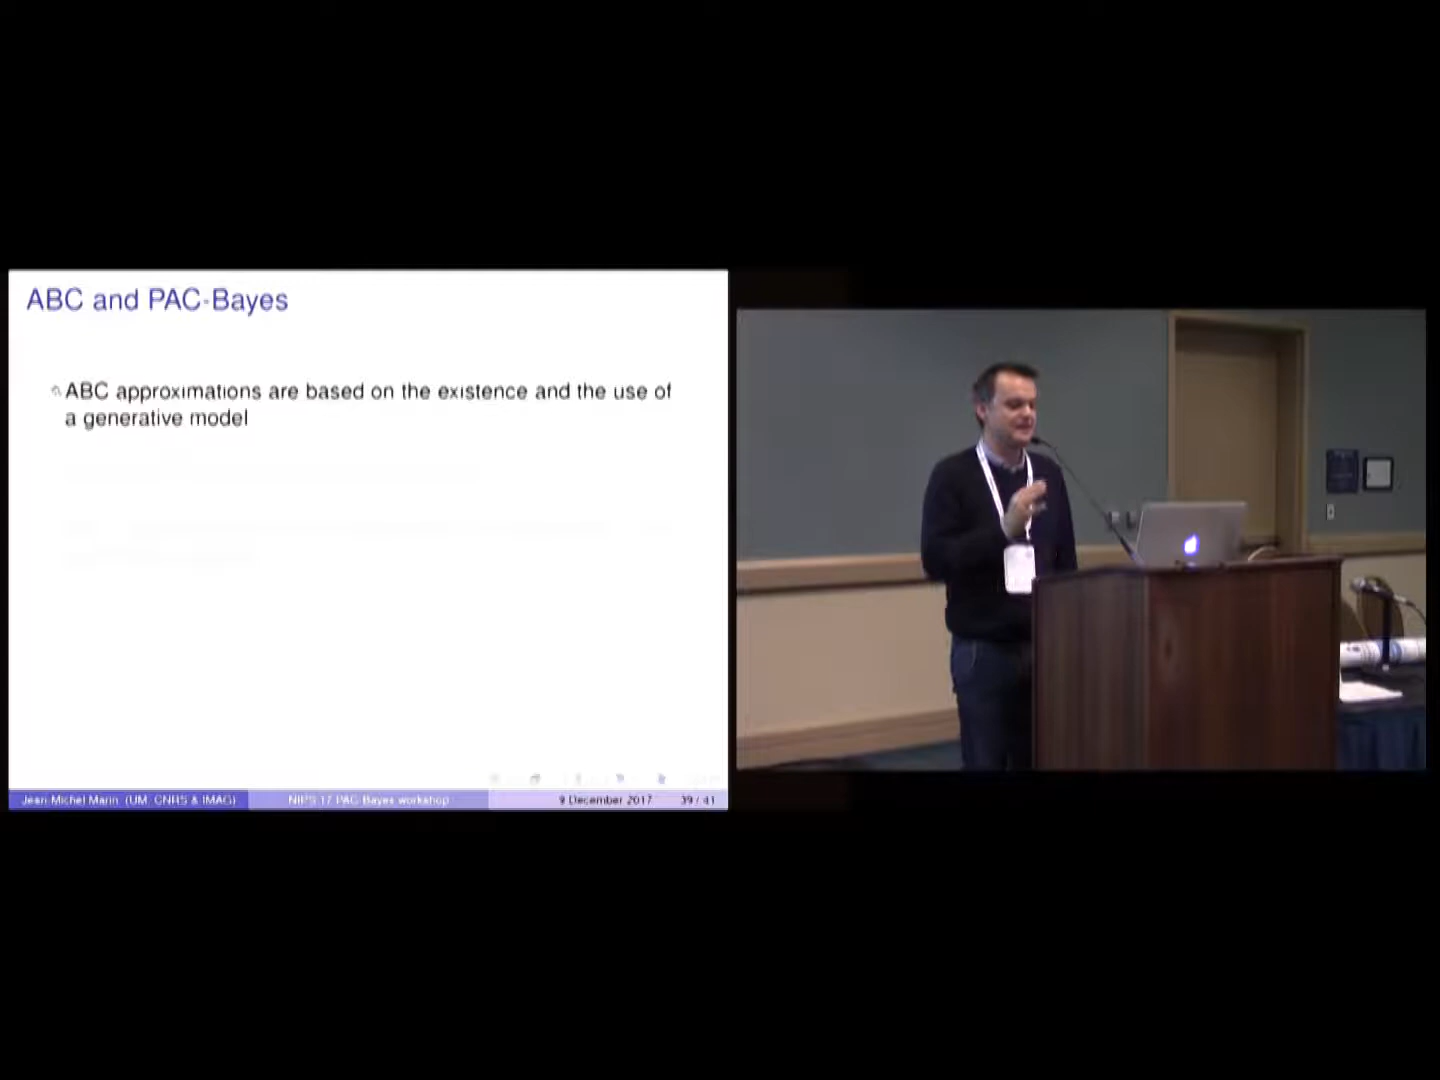 ABC and PAC-Bayes
ABC approximations are based on the existence and the use of
a generative model
Jean-Michel Marin (UM, CNRS & IMAG)
NIPS 17 PAC-Bayes workshop
9 December 2017
39 / 41